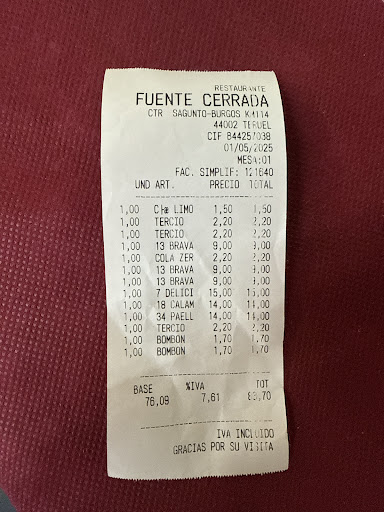 RESTAURANTE
FUENTE CERRADA
CTR SAGUNTO-BURGOS KM114
44002 TERUEL
CIF B44257038
01/05/2025
MESA:01
FAC. SIMPLIF: 121640
UND ART. PRECIO TOTAL
1,00 LIMO 1,50 1,50
1,00 TERCIO 2,20 2,20
1,00 TERCIO 2,20 2,20
1,00 13 BRAVA 9,00 9,00
1,00 COLA ZER 2,20 2,20
1,00 13 BRAVA 9,00 9,00
1,00 13 BRAVA 9,00 9,00
1,00 7 DELICI 15,00 15,00
1,00 18 CALAM 14,00 14,00
1,00 34 PAELL 14,00 14,00
1,00 TERCIO 2,20 2,20
1,00 BOMBON 1,70 1,70
1,00 BOMBON 1,70 1,70
BASE %IVA TOT
76,09 7,61 83,70
IVA INCLUIDO
GRACIAS POR SU VISITA